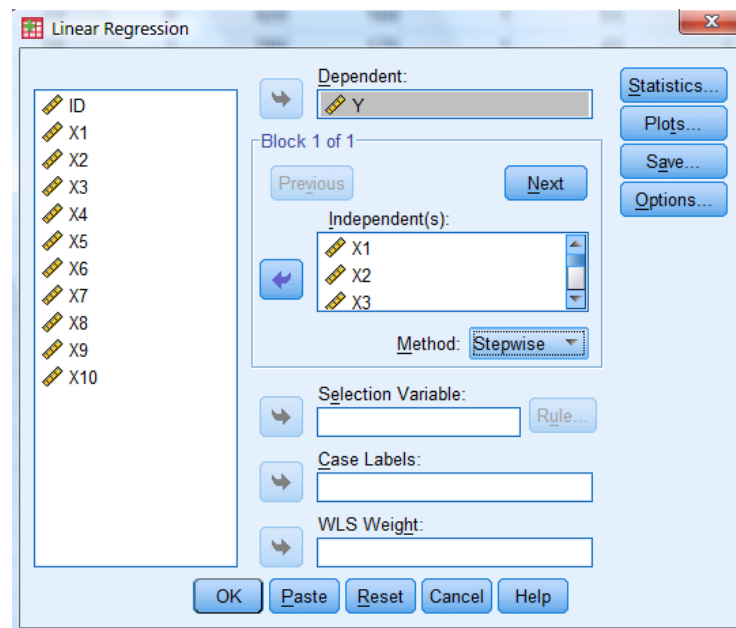 Linear Regression
ID
X1
X2
X3
X4
X5
X6
X7
X8
X9
X10
Dependent:
Y
Block 1 of 1
Previous
Next
Independent(s):
X1
X2
X3
Method: Stepwise
Selection Variable:
Rule...
Case Labels:
WLS Weight:
Statistics...
Plots...
Save...
Options...
OK Paste Reset Cancel Help